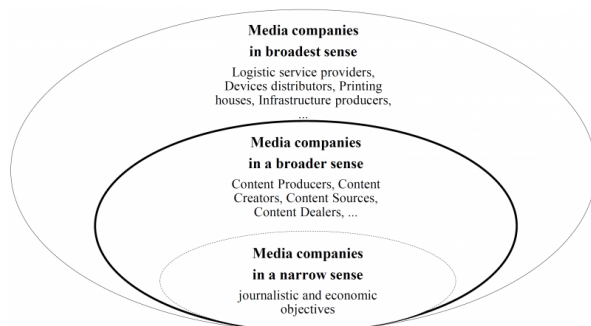 Media companies
in broadest sense
Logistic service providers,
Devices distributors, Printing
houses, Infrastructure producers,
...
Media companies
in a broader sense
Content Producers, Content
Creators, Content Sources,
Content Dealers, ...
Media companies
in a narrow sense
journalistic and economic
objectives